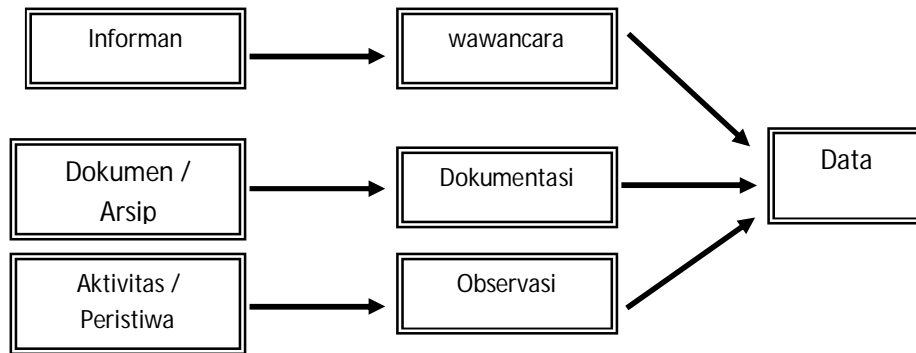 Informan
wawancara
Dokumen /
Arsip
Dokumentasi
Data
Aktivitas /
Peristiwa
Observasi